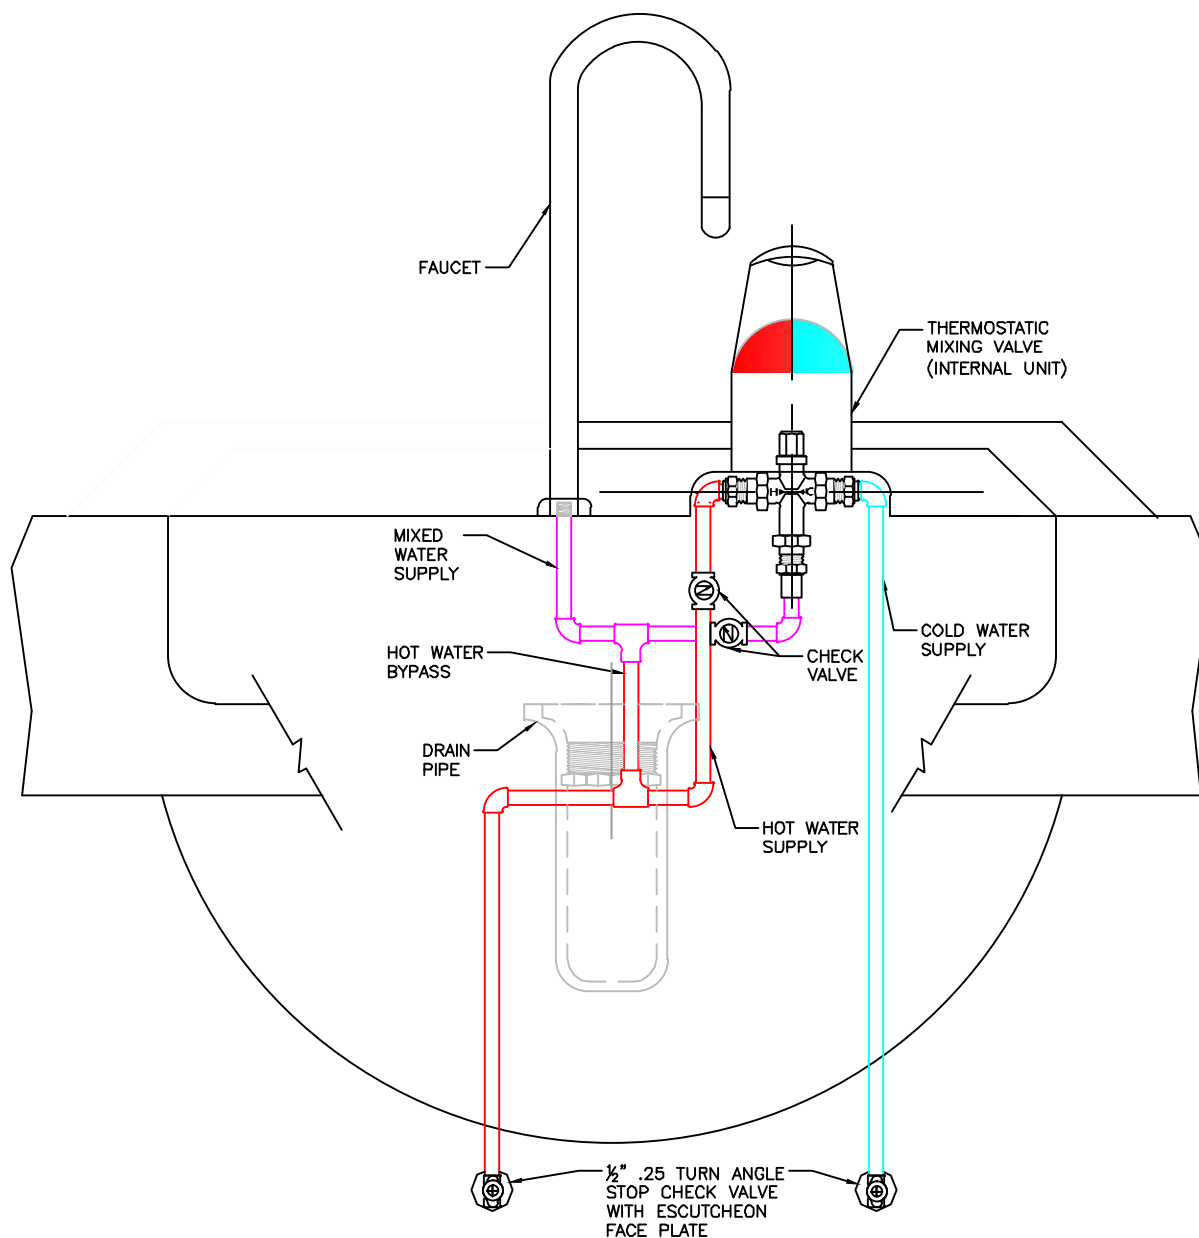 FAUCET
THERMOSTATIC
MIXING VALVE
(INTERNAL UNIT)
H C
MIXED
WATER
SUPPLY
COLD WATER
SUPPLY
HOT WATER
BYPASS
CHECK
VALVE
DRAIN
PIPE
HOT WATER
SUPPLY
½" .25 TURN ANGLE
STOP CHECK VALVE
WITH ESCUTCHEON
FACE PLATE